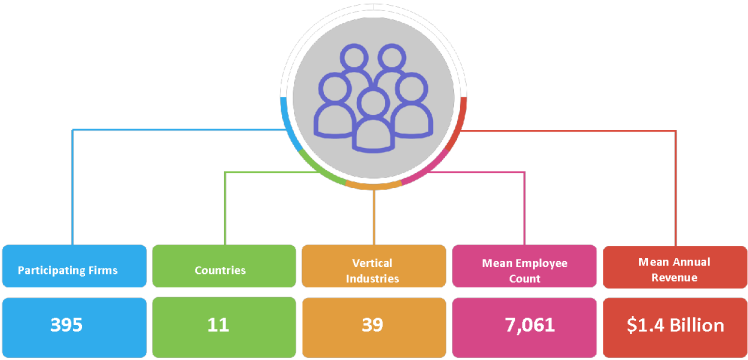 Participating Firms
395
Countries
11
Vertical
Industries
39
Mean Employee
Count
7,061
Mean Annual
Revenue
$1.4 Billion